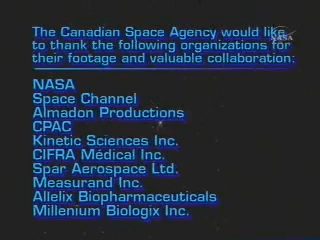 The Canadian Space Agency would like
to thank the following organizations for
their footage and valuable collaboration:
NASA
NASA
Space Channel
Almadon Productions
CPAC
Kinetic Sciences Inc.
CIFRA Médical Inc.
Spar Aerospace Ltd.
Measurand Inc.
Allelix Biopharmaceuticals
Millenium Biologix Inc.